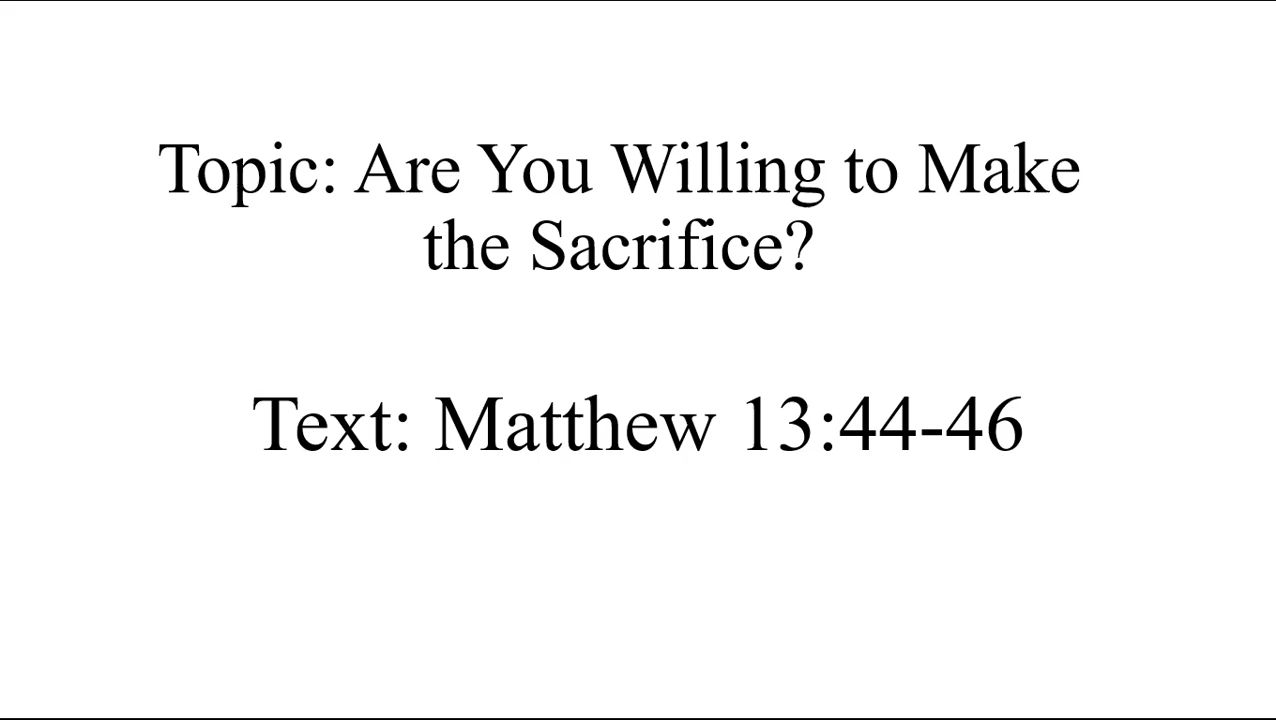 Topic: Are You Willing to Make
the Sacrifice?
Text: Matthew 13:44-46